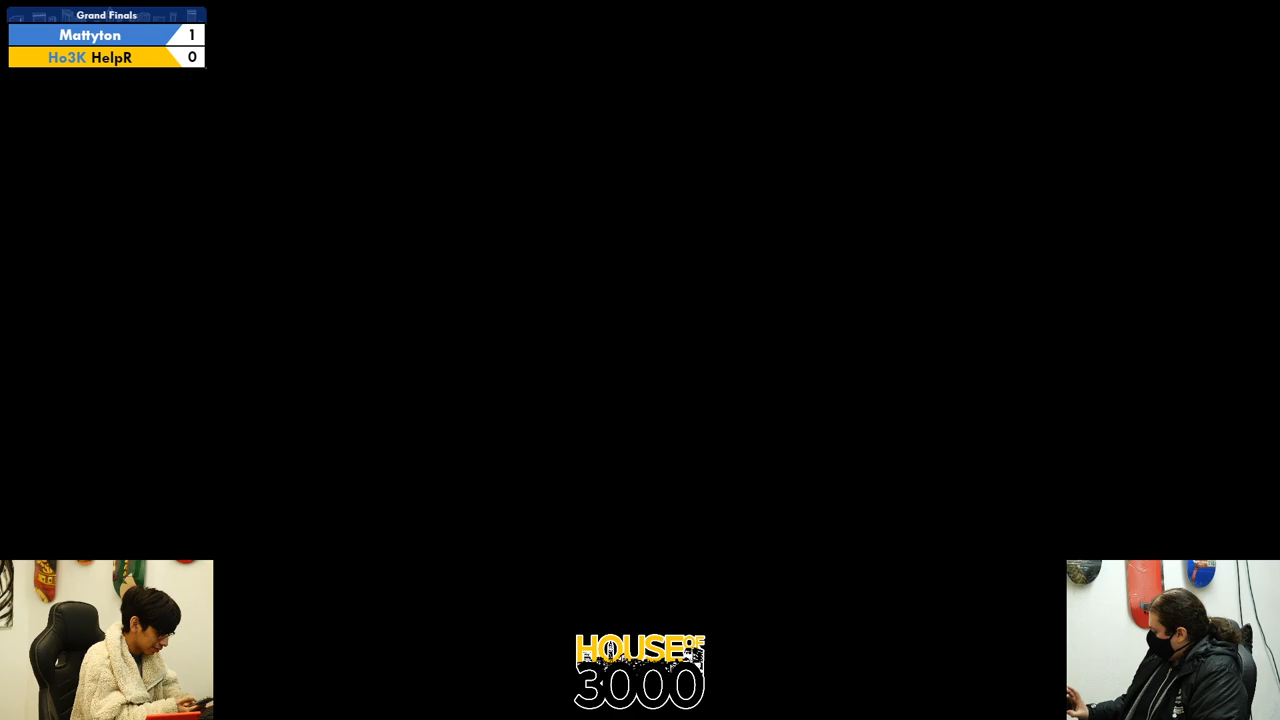 Grand Finals
Mattyton 1
Ho3K HelpR 0
HOUSE OF
3000